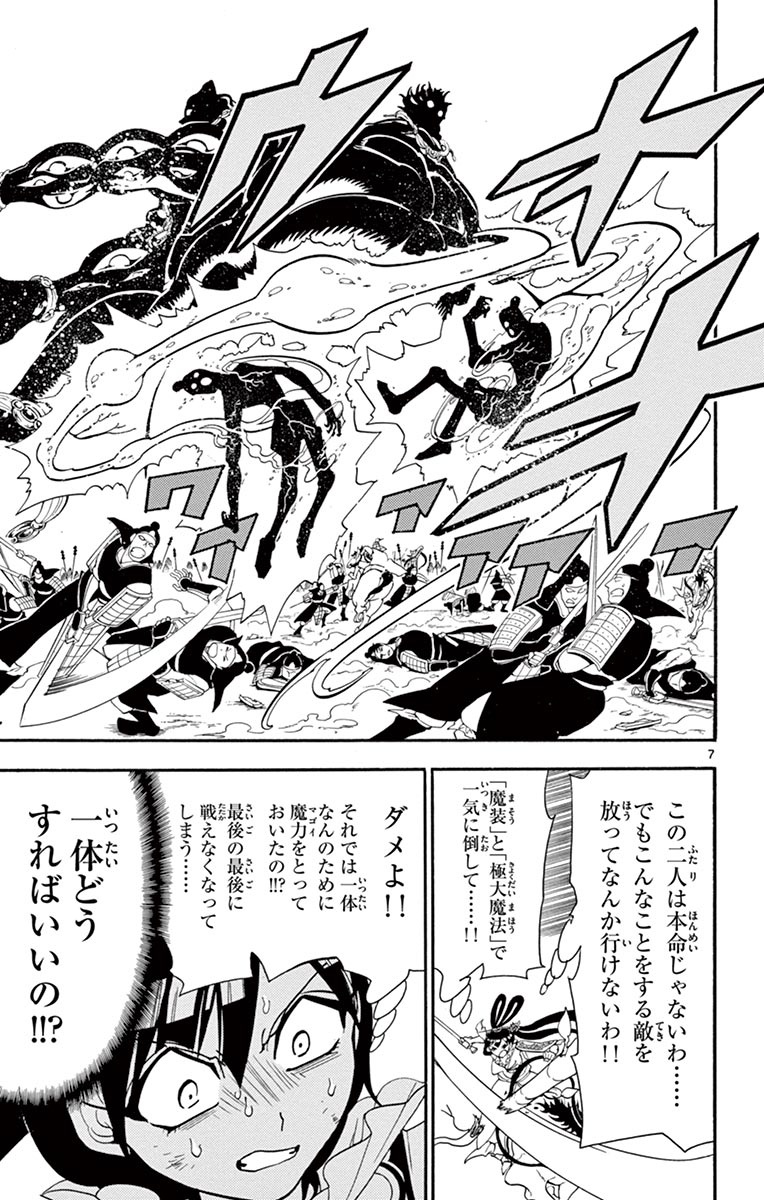 オオオ
ウ
ワァァ
ワァァァ
7
この二人は本命じゃないわ……
でもこんなことをする敵を
放ってなんか行けないわ!!
「魔装」と「極大魔法」で
一気に倒して……!!
ダメよ!!
それでは一体
なんのために
魔力をとって
おいたの!!?
最後の最後に
戦えなくなって
しまう……
一体どう
すればいいの!!?